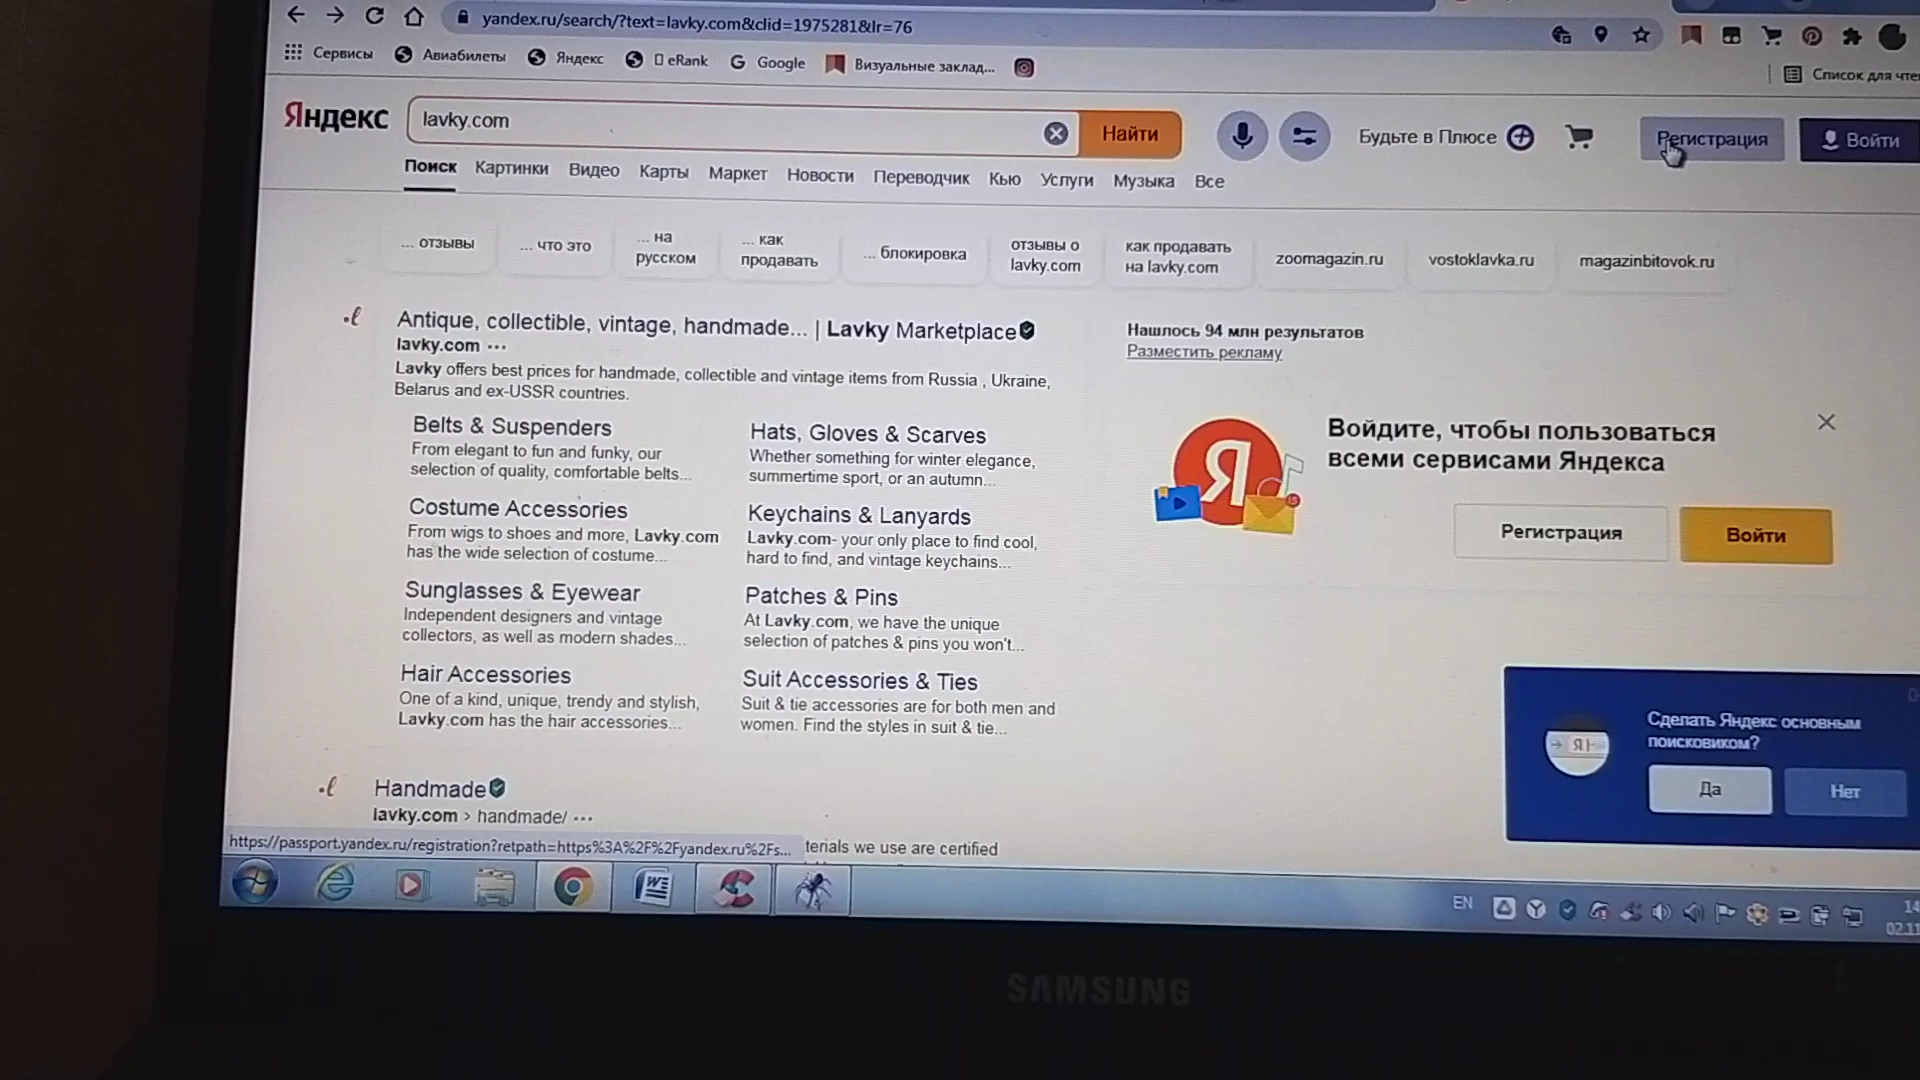 yandex.ru/search/?text=lavky.com&clid=1975281&lr=76
Сервисы
Авиабилеты
Яндекс
eRank
Google
Визуальные заклад...
Список для чте
Яндекс
lavky.com
Найти
Будьте в Плюсе
Регистрация
Войти
Поиск
Картинки
Видео
Карты
Маркет
Новости
Переводчик
Кью
Услуги
Музыка
Все
... отзывы
... что это
... на
русском
... как
продавать
... блокировка
отзывы о
lavky.com
как продавать
на lavky.com
zoomagazin.ru
vostoklavka.ru
magazinbitovok.ru
Antique, collectible, vintage, handmade... | Lavky Marketplace
lavky.com ···
Lavky offers best prices for handmade, collectible and vintage items from Russia , Ukraine,
Belarus and ex-USSR countries.
Нашлось 94 млн результатов
Разместить рекламу
Belts & Suspenders
From elegant to fun and funky, our
selection of quality, comfortable belts...
Hats, Gloves & Scarves
Whether something for winter elegance,
summertime sport, or an autumn...
Costume Accessories
From wigs to shoes and more, Lavky.com
has the wide selection of costume...
Keychains & Lanyards
Lavky.com- your only place to find cool,
hard to find, and vintage keychains...
Sunglasses & Eyewear
Independent designers and vintage
collectors, as well as modern shades...
Patches & Pins
At Lavky.com, we have the unique
selection of patches & pins you won't...
Hair Accessories
One of a kind, unique, trendy and stylish,
Lavky.com has the hair accessories...
Suit Accessories & Ties
Suit & tie accessories are for both men and
women. Find the styles in suit & tie...
Войдите, чтобы пользоваться
всеми сервисами Яндекса
Регистрация
Войти
Сделать Яндекс основным
поисковиком?
Да
Нет
Handmade
lavky.com › handmade/ ···
terials we use are certified
https://passport.yandex.ru/registration?retpath=https%3A%2F%2Fyandex.ru%2Fs...
EN
14
02.11
SAMSUNG